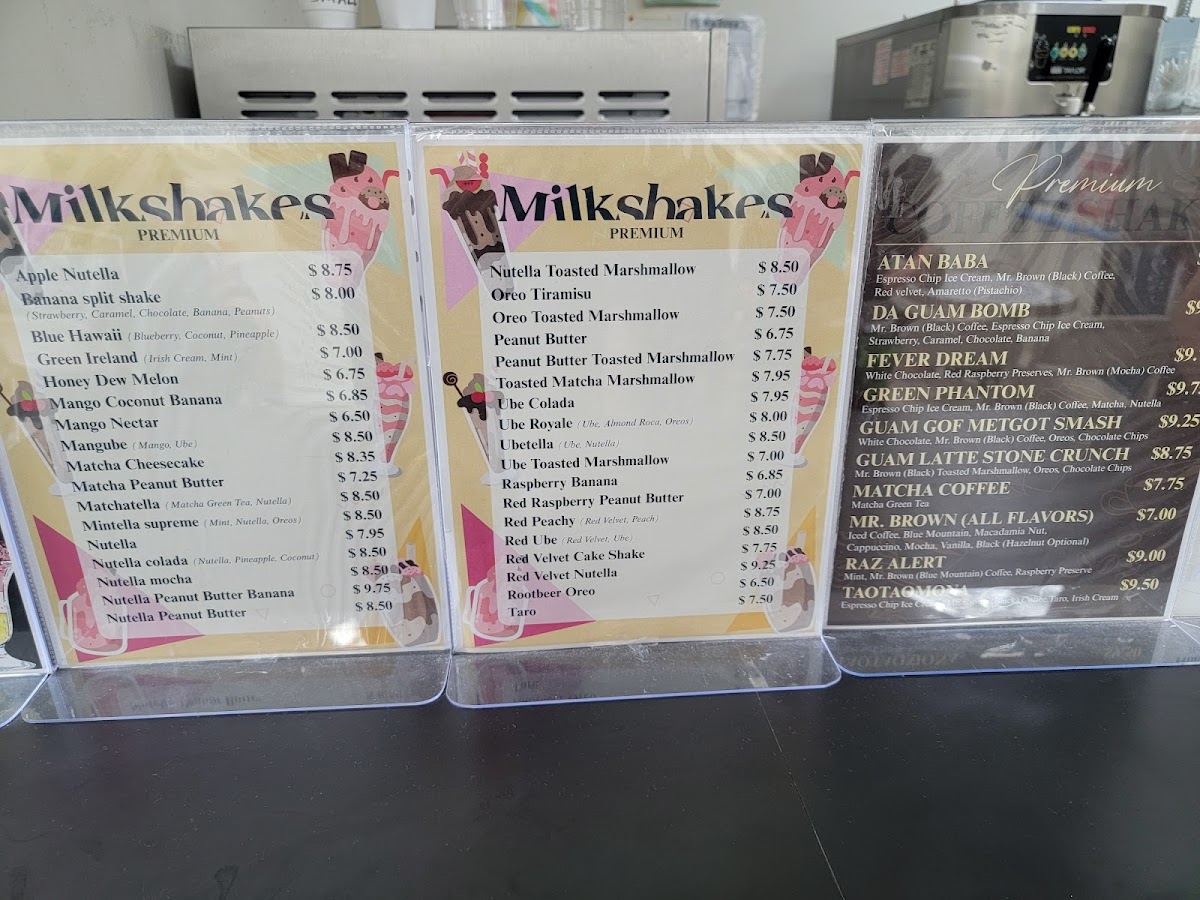 Milkshakes
PREMIUM
Apple Nutella $ 8.75
Banana split shake $ 8.00
(Strawberry, Caramel, Chocolate, Banana, Peanuts)
Blue Hawaii (Blueberry, Coconut, Pineapple) $ 8.50
Green Ireland (Irish Cream, Mint) $ 7.00
Honey Dew Melon $ 6.75
Mango Coconut Banana $ 6.85
Mango Nectar $ 6.50
Mangube (Mango, Ube) $ 8.50
Matcha Cheesecake $ 8.35
Matcha Peanut Butter $ 7.25
Matchatella (Matcha Green Tea, Nutella) $ 8.50
Mintella supreme (Mint, Nutella, Oreos) $ 8.50
Nutella $ 7.95
Nutella colada (Nutella, Pineapple, Coconut) $ 8.50
Nutella mocha $ 8.50
Nutella Peanut Butter Banana $ 9.75
Nutella Peanut Butter $ 8.50
Milkshakes
PREMIUM
Nutella Toasted Marshmallow $ 8.50
Oreo Tiramisu $ 7.50
Oreo Toasted Marshmallow $ 7.50
Peanut Butter $ 6.75
Peanut Butter Toasted Marshmallow $ 7.75
Toasted Matcha Marshmallow $ 7.95
Ube Colada $ 7.95
Ube Royale (Ube, Almond Roca, Oreos) $ 8.00
Ubetella (Ube, Nutella) $ 8.50
Ube Toasted Marshmallow $ 7.00
Raspberry Banana $ 6.85
Red Raspberry Peanut Butter $ 7.00
Red Peachy (Red Velvet, Peach) $ 8.75
Red Ube (Red Velvet, Ube) $ 8.50
Red Velvet Cake Shake $ 7.75
Red Velvet Nutella $ 9.25
Rootbeer Oreo $ 6.50
Taro $ 7.50
Premium
ATAN BABA
Espresso Chip Ice Cream, Mr. Brown (Black) Coffee,
Red velvet, Amaretto (Pistachio)
DA GUAM BOMB
Mr. Brown (Black) Coffee, Espresso Chip Ice Cream,
Strawberry, Caramel, Chocolate, Banana
FEVER DREAM
White Chocolate, Red Raspberry Preserves, Mr. Brown (Mocha) Coffee
GREEN PHANTOM
Espresso Chip Ice Cream, Mr. Brown (Black) Coffee, Matcha, Nutella
GUAM GOF METGOT SMASH $9.25
White Chocolate, Mr. Brown (Black) Coffee, Oreos, Chocolate Chips
GUAM LATTE STONE CRUNCH $8.75
Mr. Brown (Black) Toasted Marshmallow, Oreos, Chocolate Chips
MATCHA COFFEE $7.75
Matcha Green Tea
MR. BROWN (ALL FLAVORS) $7.00
Iced Coffee, Blue Mountain, Macadamia Nut,
Cappuccino, Mocha, Vanilla, Black (Hazelnut Optional)
RAZ ALERT $9.00
Mint, Mr. Brown (Blue Mountain) Coffee, Raspberry Preserve
TAOTAOMONA $9.50
Espresso Chip Ice Taro, Irish Cream
TAYLOR